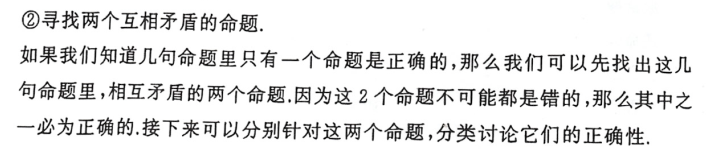 ②寻找两个互相矛盾的命题.
如果我们知道几句命题里只有一个命题是正确的,那么我们可以先找出这几
句命题里,相互矛盾的两个命题.因为这 2 个命题不可能都是错的,那么其中之
一必为正确的.接下来可以分别针对这两个命题,分类讨论它们的正确性.